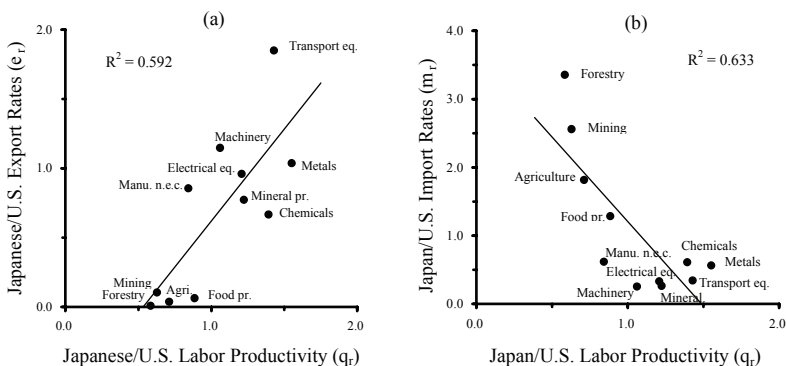 (a)
2.0
1.0
0.0
R² = 0.592
Transport eq.
Machinery
Electrical eq.
Metals
Manu. n.e.c.
Mineral pr.
Chemicals
Mining
Forestry
Agri.
Food pr.
0.0 1.0 2.0
Japanese/U.S. Export Rates (eᵣ)
Japanese/U.S. Labor Productivity (qᵣ)
(b)
4.0
3.0
2.0
1.0
0.0
R² = 0.633
Forestry
Mining
Agriculture
Food pr.
Manu. n.e.c.
Chemicals
Electrical eq.
Metals
Machinery
Mineral
Transport eq.
0.0 1.0 2.0
Japan/U.S. Import Rates (mᵣ)
Japan/U.S. Labor Productivity (qᵣ)